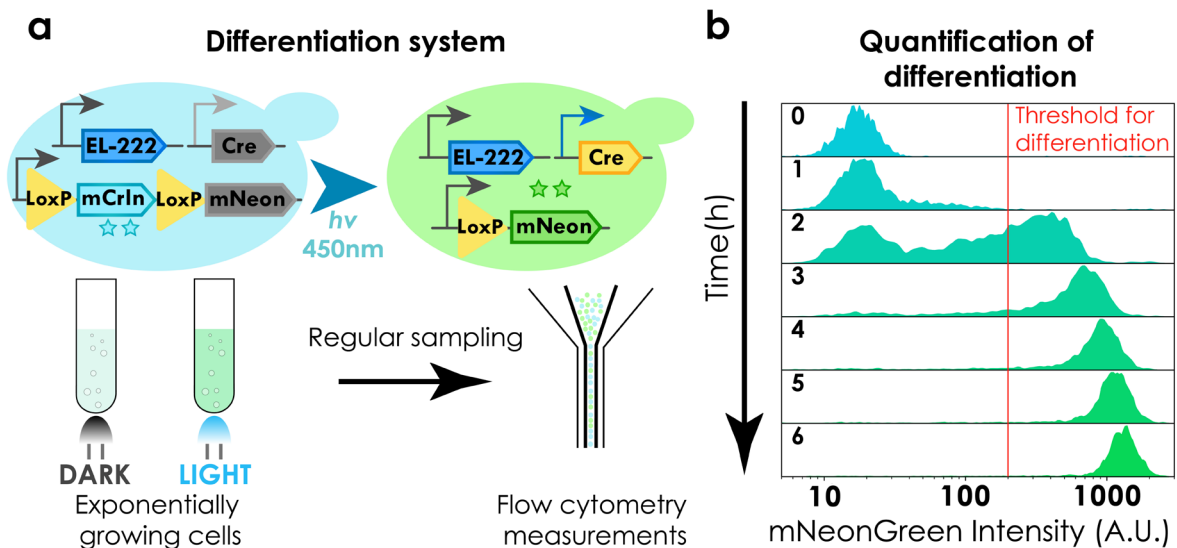 a
Differentiation system
EL-222
Cre
LoxP
mCrIn
LoxP
mNeon
hv
450nm
EL-222
Cre
LoxP
mNeon
DARK
LIGHT
Exponentially
growing cells
Regular sampling
Flow cytometry
measurements
b
Quantification of
differentiation
Time(h)
0
1
2
3
4
5
6
Threshold for
differentiation
10
100
1000
mNeonGreen Intensity (A.U.)